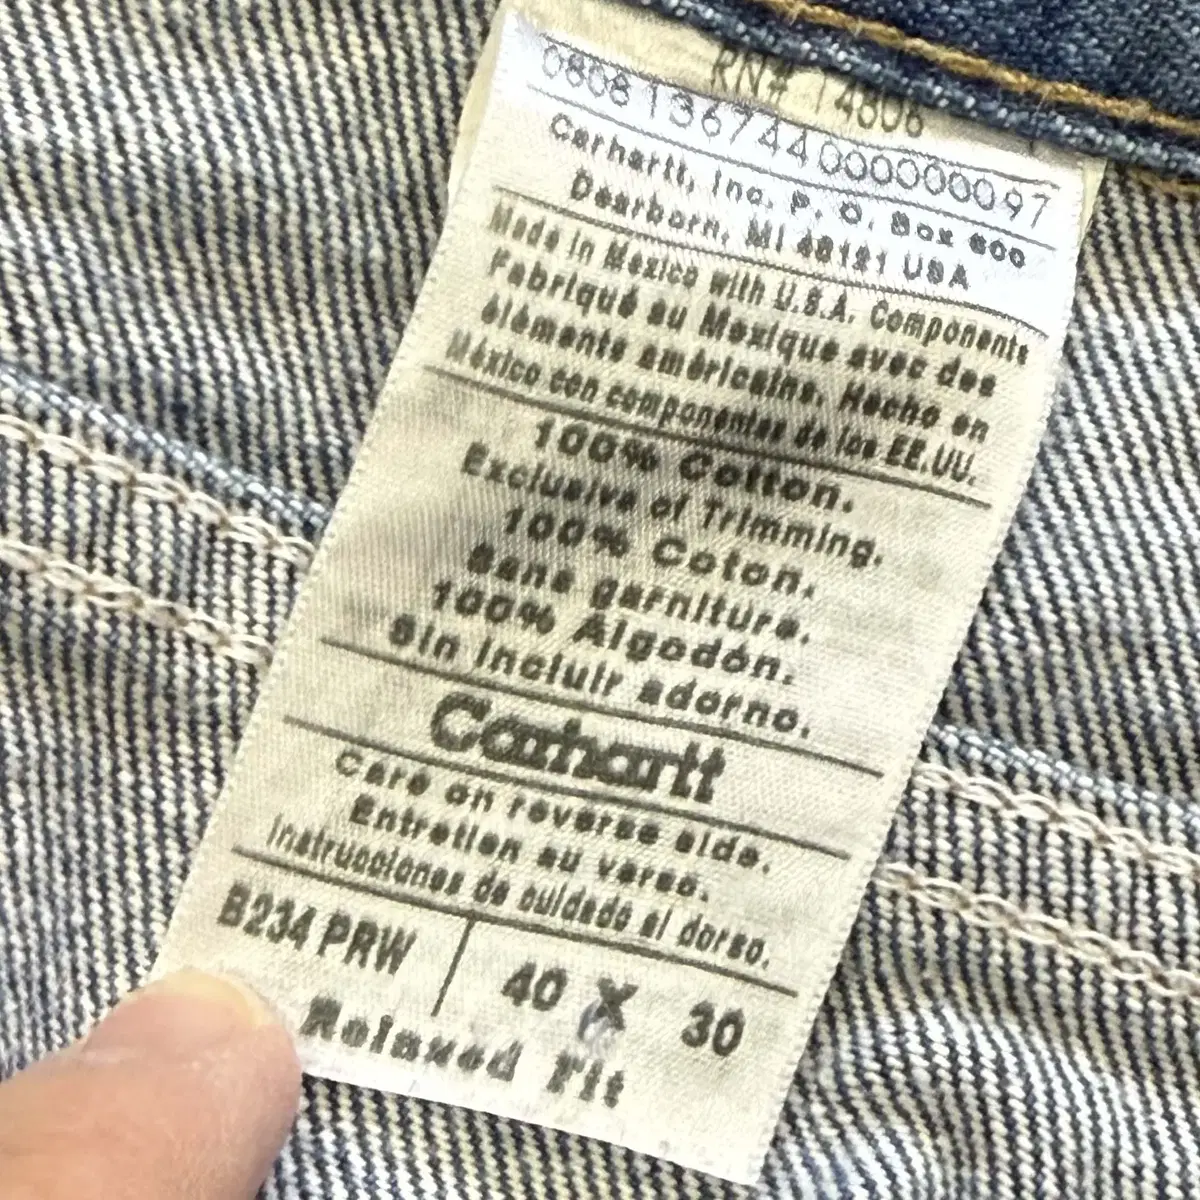 RN# 14806
0808136744000000097
Carhartt, Inc. P. O. Box 600
Dearborn, MI 48121 USA
Made in Mexico with U.S.A. Components
Fabriqué au Mexique avec des
éléments américains. Hecho en
México con componentes de los EE.UU.
100% Cotton.
Exclusive of Trimming.
100% Coton.
Sans garniture.
100% Algodón.
Sin incluir adorno.
Carhartt
Care on reverse side.
Entretien au verso.
Instrucciones de cuidado al dorso.
B234 PRW 40 X 30
Relaxed Fit